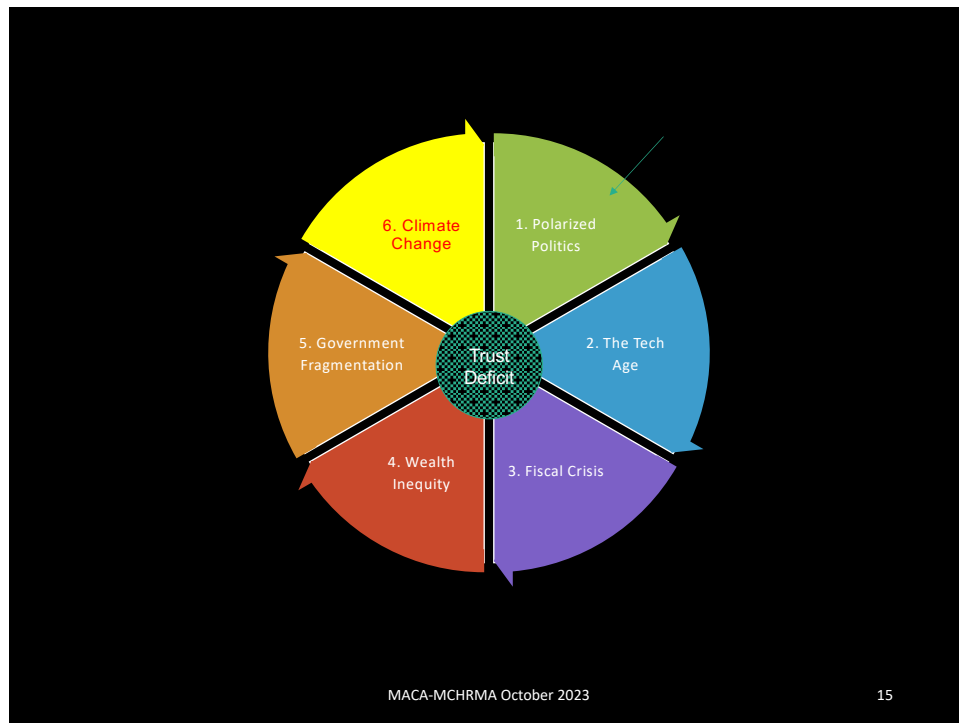 1. Polarized
Politics
2. The Tech
Age
3. Fiscal Crisis
4. Wealth
Inequity
5. Government
Fragmentation
6. Climate
Change
Trust
Deficit
MACA-MCHRMA October 2023
15